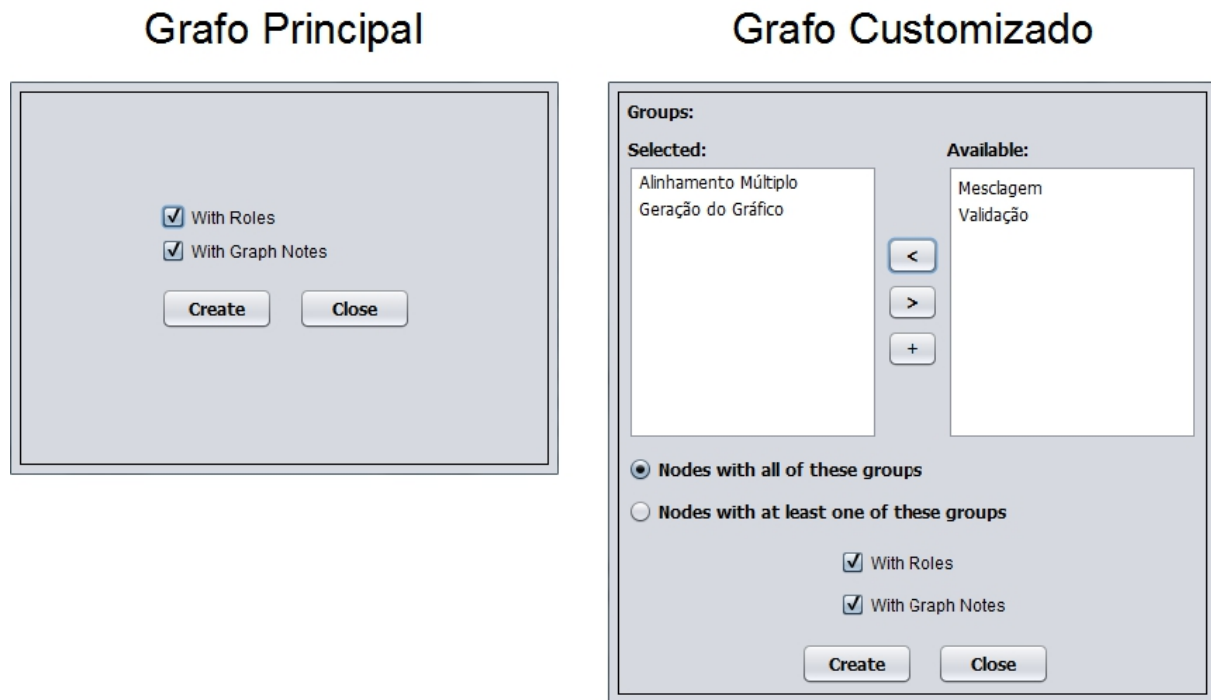 Grafo Principal
With Roles
With Graph Notes
Create Close
Grafo Customizado
Groups:
Selected:
Alinhamento Múltiplo
Geração do Gráfico
<
>
+
Available:
Mesclagem
Validação
Nodes with all of these groups
Nodes with at least one of these groups
With Roles
With Graph Notes
Create Close